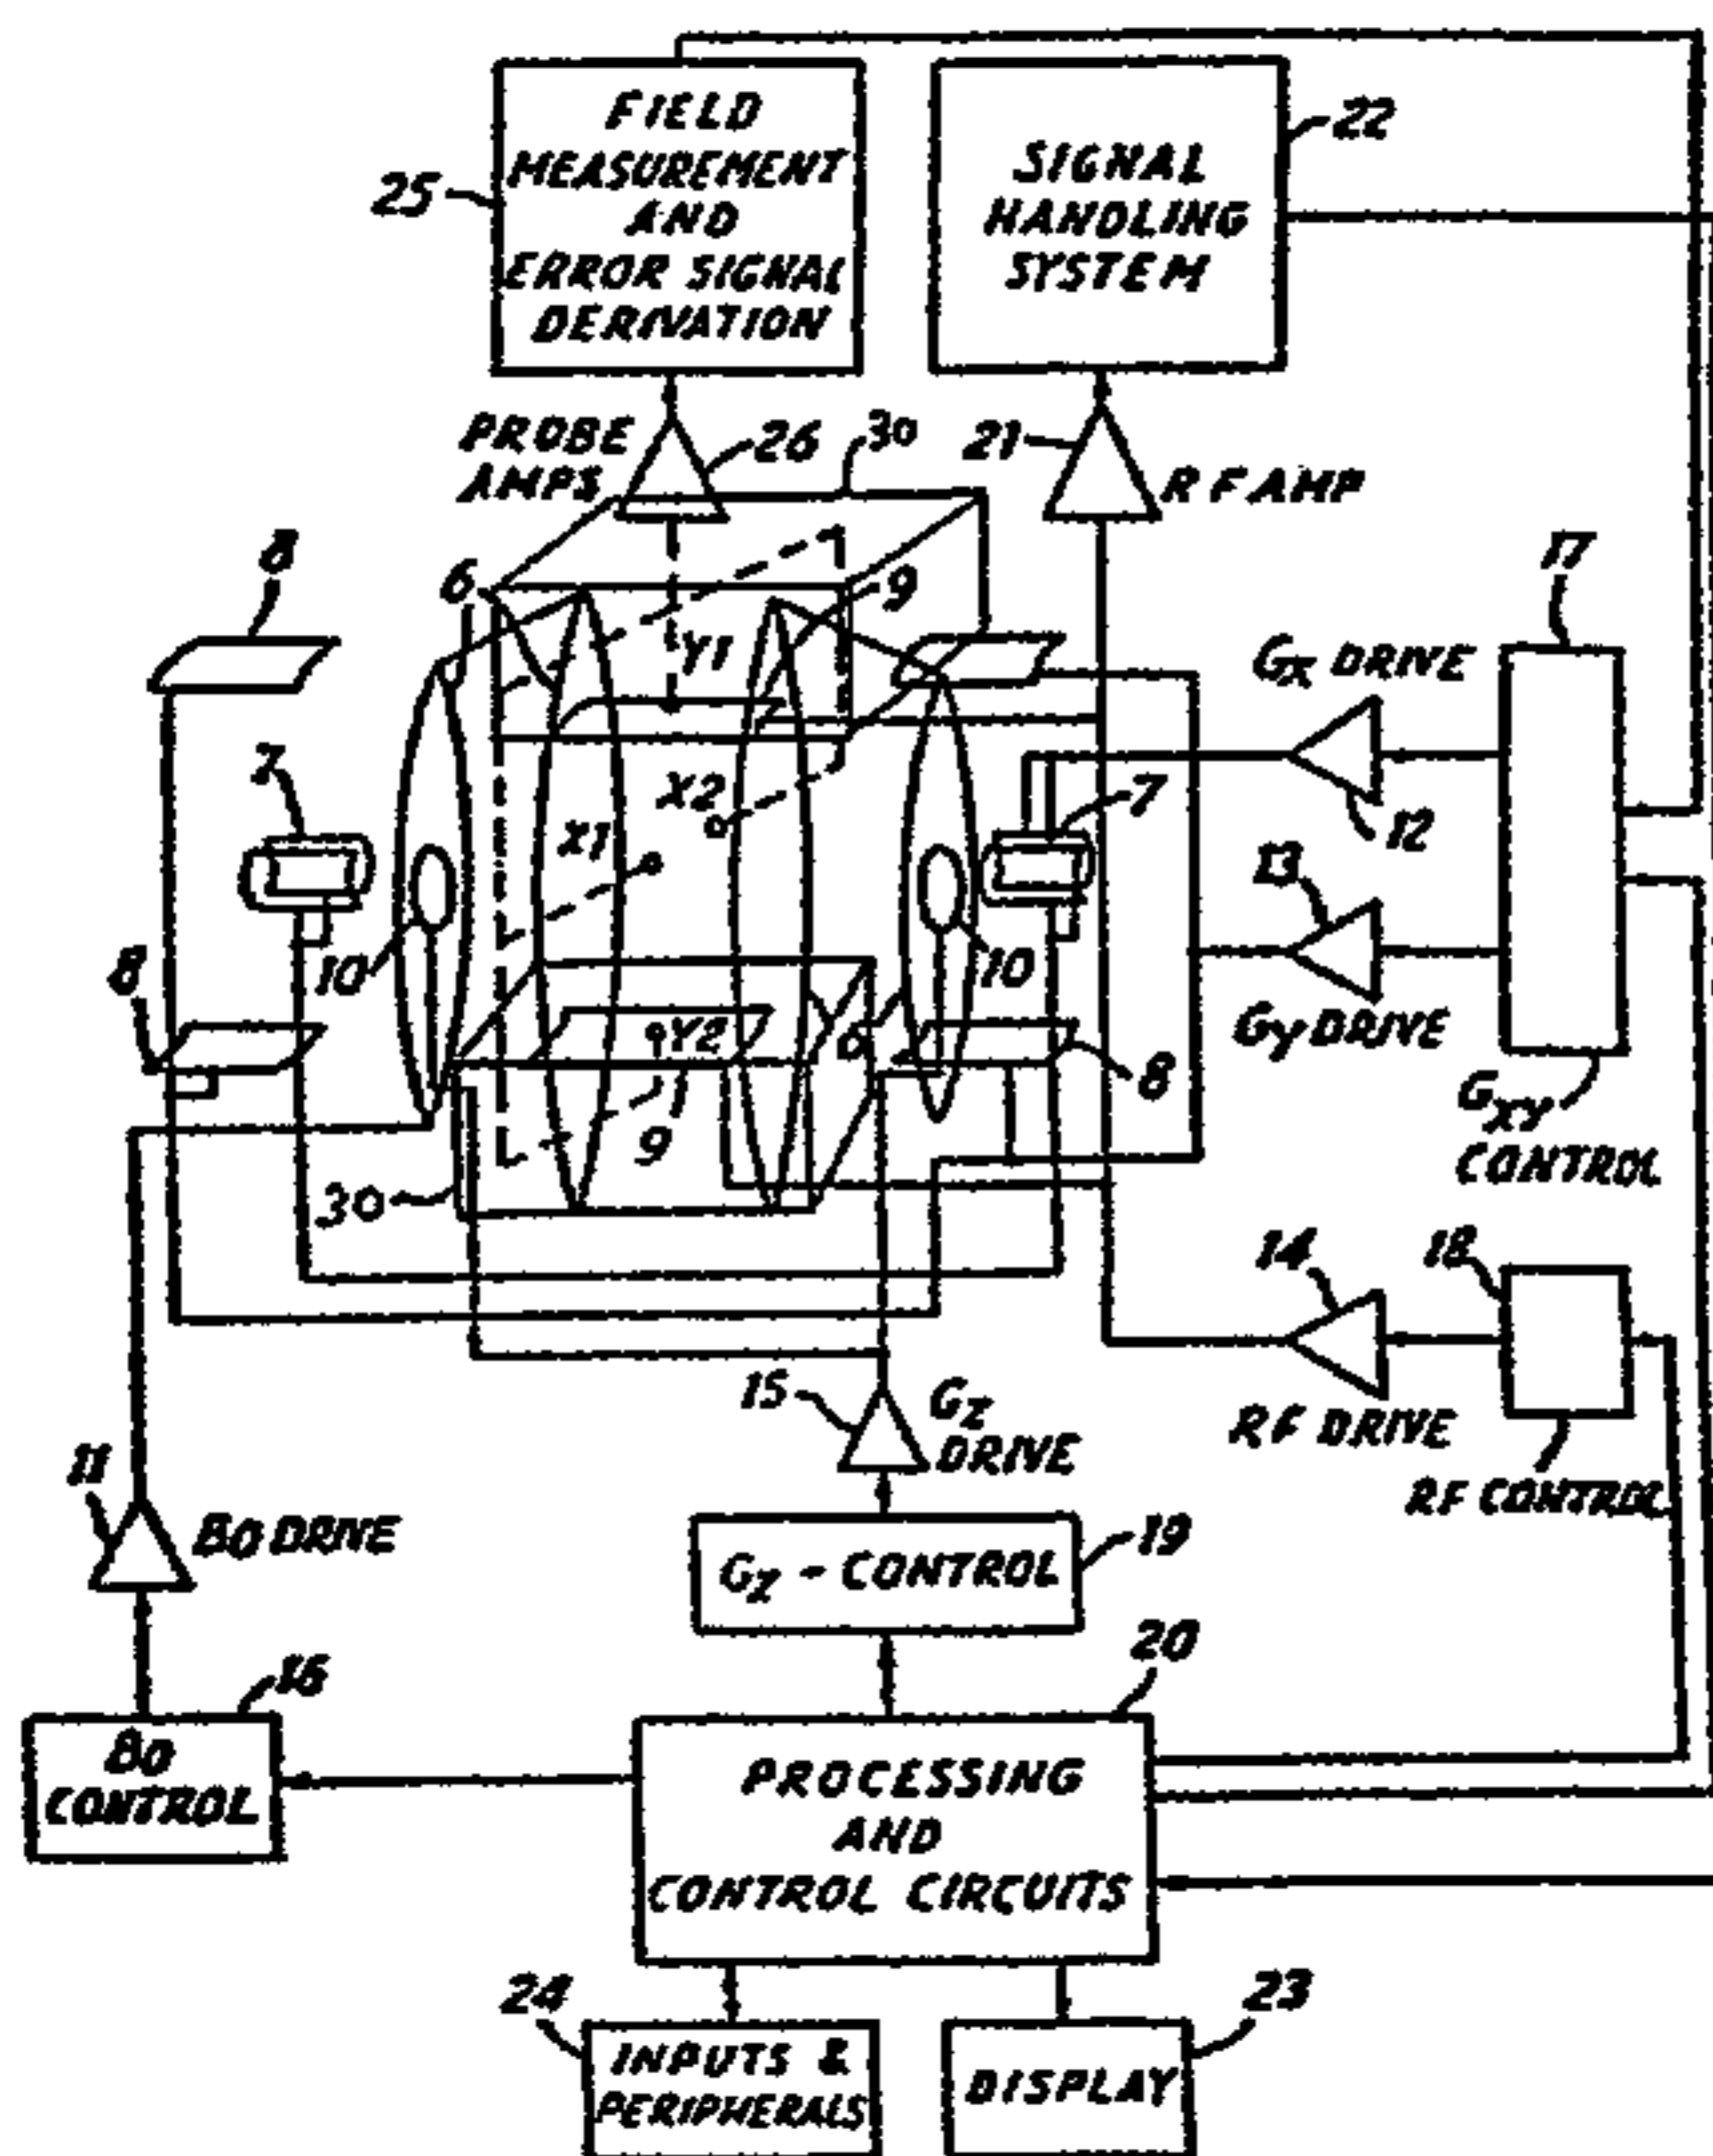 FIELD
MEASUREMENT
AND
ERROR SIGNAL
DERIVATION
25
SIGNAL
HANDLING
SYSTEM
22
PROBE
AMPS
26
30
21
RF AMP
8
6
9
17
Y1
GX DRIVE
7
X2
7
12
X1
13
8
10
10
Y2
6
8
GY DRIVE
9
GXY
CONTROL
30
14
18
15
GZ
DRIVE
RF DRIVE
RF CONTROL
11
BO DRIVE
GZ - CONTROL
19
20
16
BO
CONTROL
PROCESSING
AND
CONTROL CIRCUITS
24
23
INPUTS &
PERIPHERALS
DISPLAY